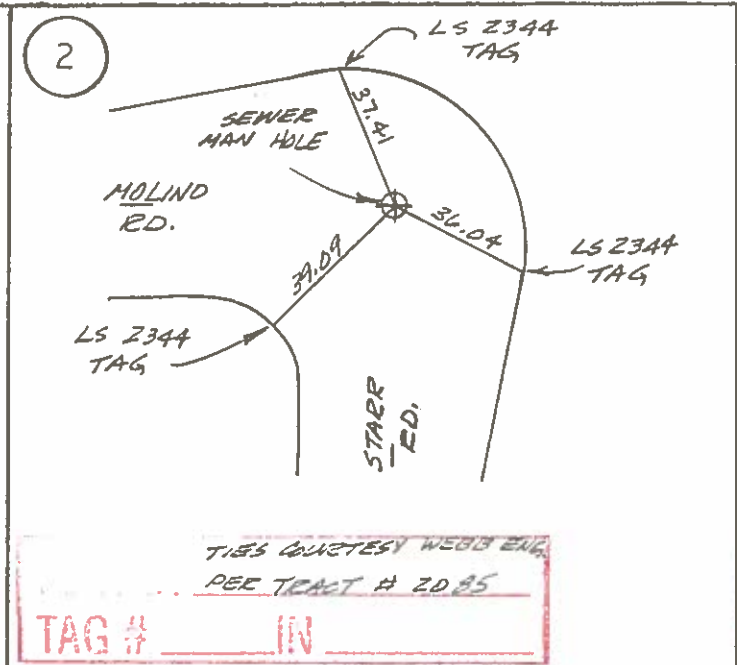 2
LS 2344
TAG
SEWER
MAN HOLE
37.41
MOLINO
RD.
36.04
LS 2344
TAG
39.09
LS 2344
TAG
STARR
RD.
TIES COURTESY WEBB ENG.
PER TRACT # 2085
TAG # IN